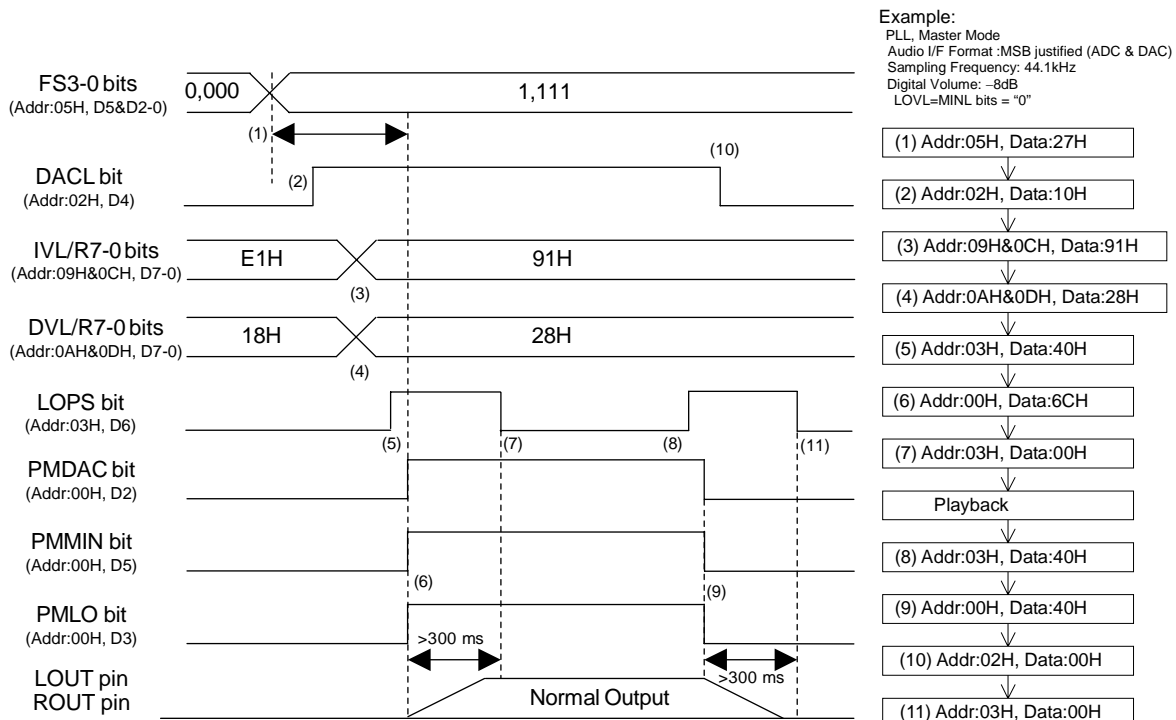 Example:
PLL, Master Mode
Audio I/F Format :MSB justified (ADC & DAC)
Sampling Frequency: 44.1kHz
Digital Volume: −8dB
LOVL=MINL bits = “0”
FS3-0 bits
(Addr:05H, D5&D2-0)
0,000
1,111
(1)
DACL bit
(Addr:02H, D4)
(2)
(10)
IVL/R7-0 bits
(Addr:09H&0CH, D7-0)
E1H
91H
(3)
DVL/R7-0 bits
(Addr:0AH&0DH, D7-0)
18H
28H
(4)
LOPS bit
(Addr:03H, D6)
(5)
(7)
(8)
(11)
PMDAC bit
(Addr:00H, D2)
PMMIN bit
(Addr:00H, D5)
(6)
(9)
PMLO bit
(Addr:00H, D3)
>300 ms
>300 ms
LOUT pin
ROUT pin
Normal Output
(1) Addr:05H, Data:27H
(2) Addr:02H, Data:10H
(3) Addr:09H&0CH, Data:91H
(4) Addr:0AH&0DH, Data:28H
(5) Addr:03H, Data:40H
(6) Addr:00H, Data:6CH
(7) Addr:03H, Data:00H
Playback
(8) Addr:03H, Data:40H
(9) Addr:00H, Data:40H
(10) Addr:02H, Data:00H
(11) Addr:03H, Data:00H